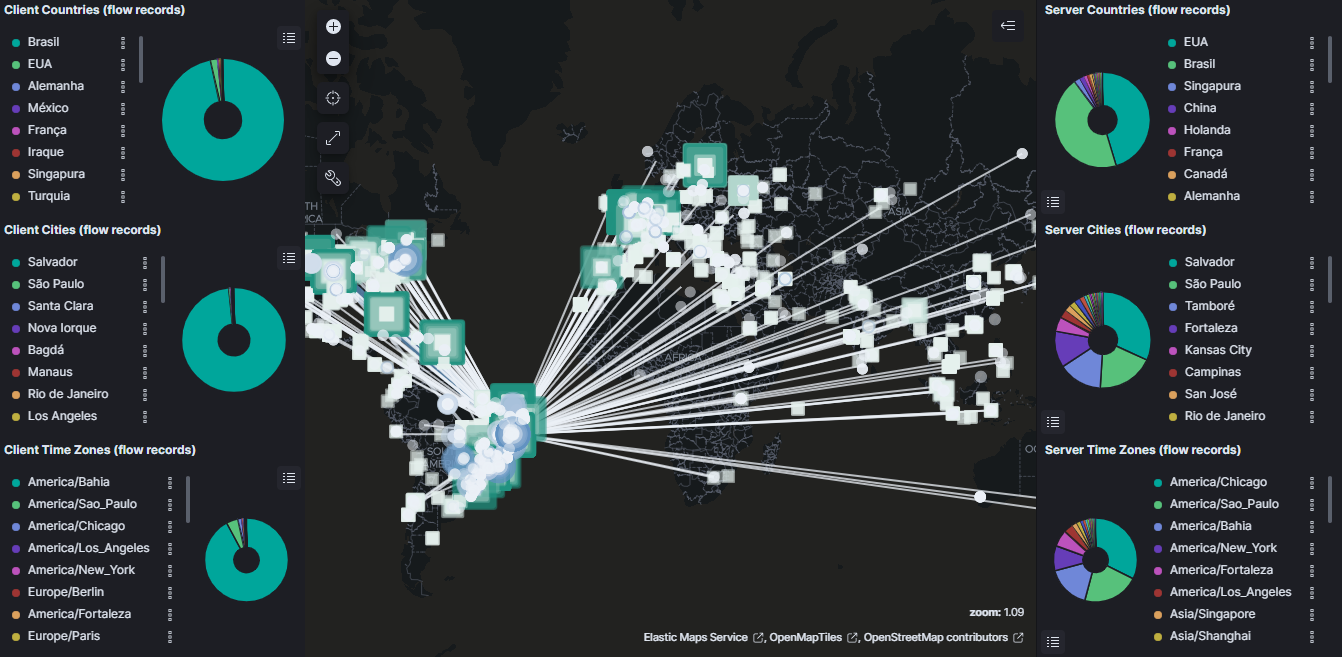 Client Countries (flow records)
Brasil
EUA
Alemanha
México
França
Iraque
Singapura
Turquia
Client Cities (flow records)
Salvador
São Paulo
Santa Clara
Nova Iorque
Bagdá
Manaus
Rio de Janeiro
Los Angeles
Client Time Zones (flow records)
America/Bahia
America/Sao_Paulo
America/Chicago
America/Los_Angeles
America/New_York
Europe/Berlin
America/Fortaleza
Europe/Paris
ASIA
AFRICA
zoom: 1.09
Elastic Maps Service , OpenMapTiles , OpenStreetMap contributors
Server Countries (flow records)
EUA
Brasil
Singapura
China
Holanda
França
Canadá
Alemanha
Server Cities (flow records)
Salvador
São Paulo
Tamboré
Fortaleza
Kansas City
Campinas
San José
Rio de Janeiro
Server Time Zones (flow records)
America/Chicago
America/Sao_Paulo
America/Bahia
America/New_York
America/Fortaleza
America/Los_Angeles
Asia/Singapore
Asia/Shanghai